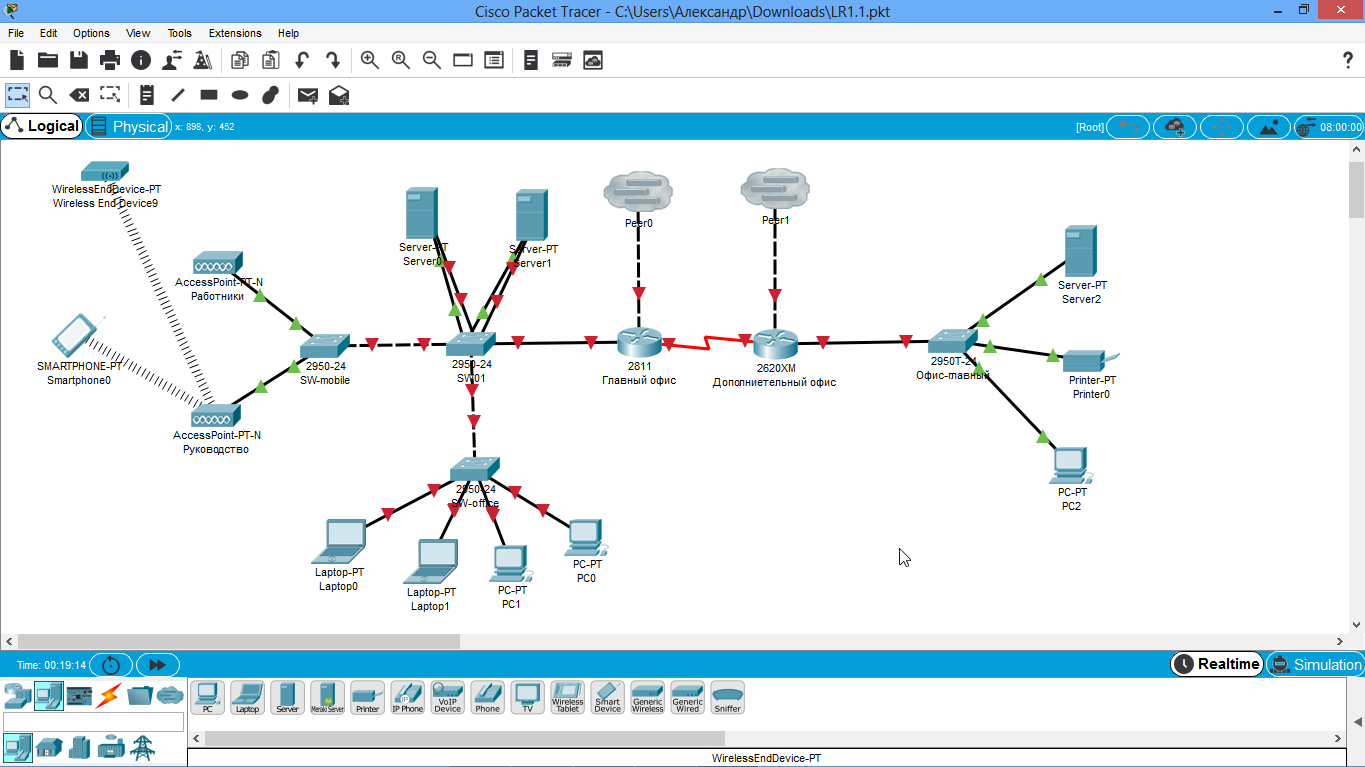 Cisco Packet Tracer - C:\Users\Александр\Downloads\LR1.1.pkt
File Edit Options View Tools Extensions Help
Logical Physical x: 898, y: 452 [Root] 08:00:00
WirelessEndDevice-PT
Wireless End Device9
AccessPoint-PT-N
Работники
SMARTPHONE-PT
Smartphone0
AccessPoint-PT-N
Руководство
2950-24
SW-mobile
Server-PT
Server0
Server-PT
Server1
2950-24
SW01
Peer0
Peer1
2811
Главный офис
2620XM
Дополниетельный офис
2950T-24
Офис-главный
Server-PT
Server2
Printer-PT
Printer0
PC-PT
PC2
2950-24
SW-office
Laptop-PT
Laptop0
Laptop-PT
Laptop1
PC-PT
PC1
PC-PT
PC0
Time: 00:19:14 Realtime Simulation
PC
Laptop
Server
Meraki Server
Printer
IP Phone
VoIP Device
Phone
TV
Wireless Tablet
Smart Device
Generic Wireless
Generic Wired
Sniffer
WirelessEndDevice-PT